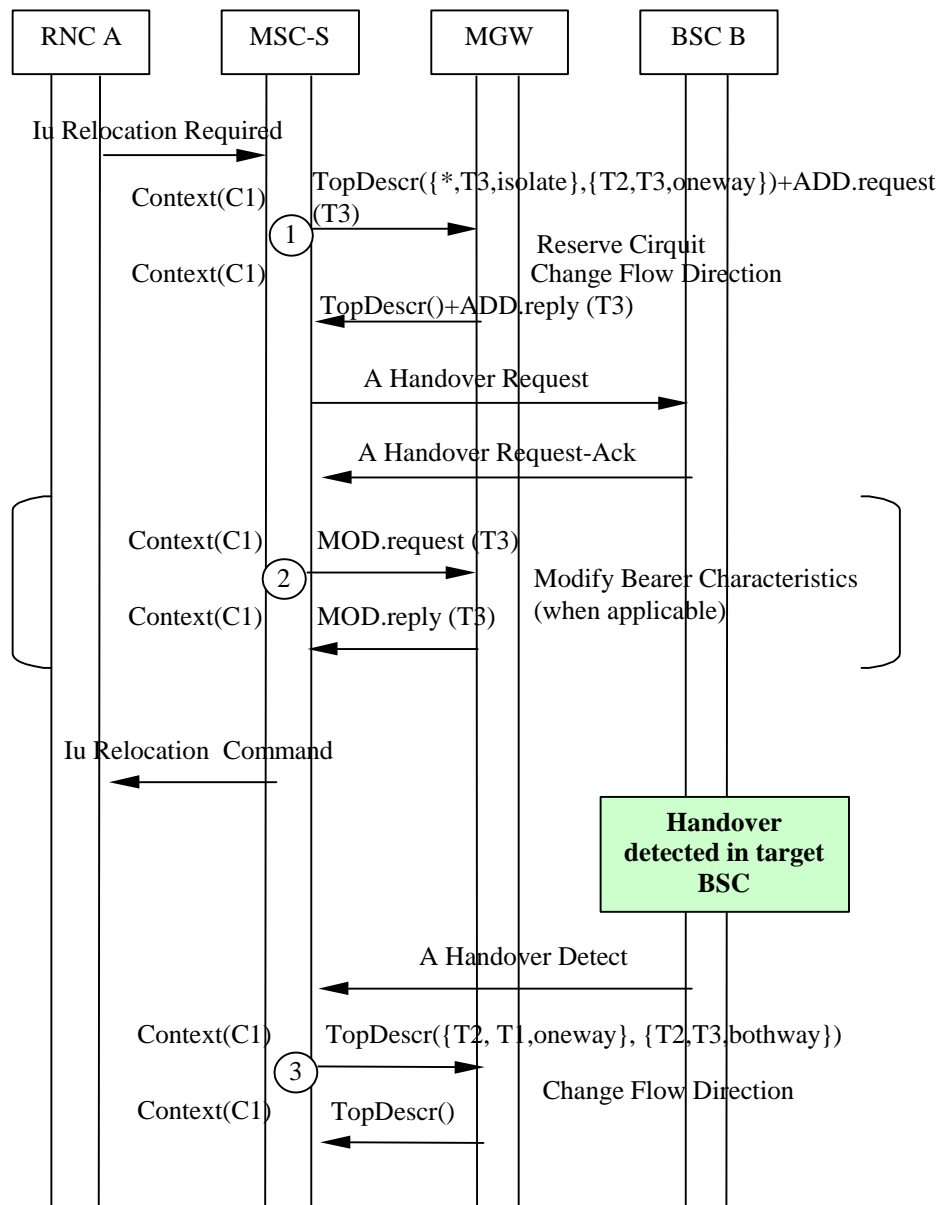 RNC A
MSC-S
MGW
BSC B
Iu Relocation Required
Context(C1)
TopDescr({*,T3,isolate},{T2,T3,oneway})+ADD.request
(T3)
1
Reserve Cirquit
Context(C1)
Change Flow Direction
TopDescr()+ADD.reply (T3)
A Handover Request
A Handover Request-Ack
Context(C1)
MOD.request (T3)
2
Modify Bearer Characteristics
(when applicable)
Context(C1)
MOD.reply (T3)
Iu Relocation Command
Handover
detected in target
BSC
A Handover Detect
Context(C1)
TopDescr({T2, T1,oneway}, {T2,T3,bothway})
3
Change Flow Direction
Context(C1)
TopDescr()